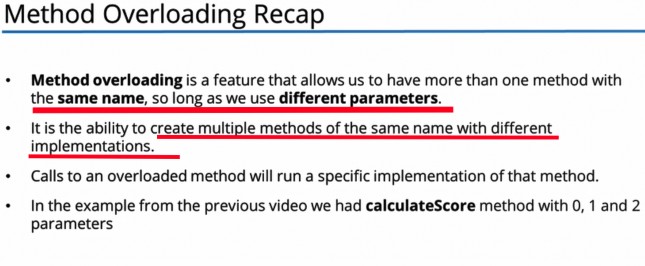 Method Overloading Recap
• Method overloading is a feature that allows us to have more than one method with
the same name, so long as we use different parameters.
• It is the ability to create multiple methods of the same name with different
implementations.
• Calls to an overloaded method will run a specific implementation of that method.
• In the example from the previous video we had calculateScore method with 0, 1 and 2
parameters